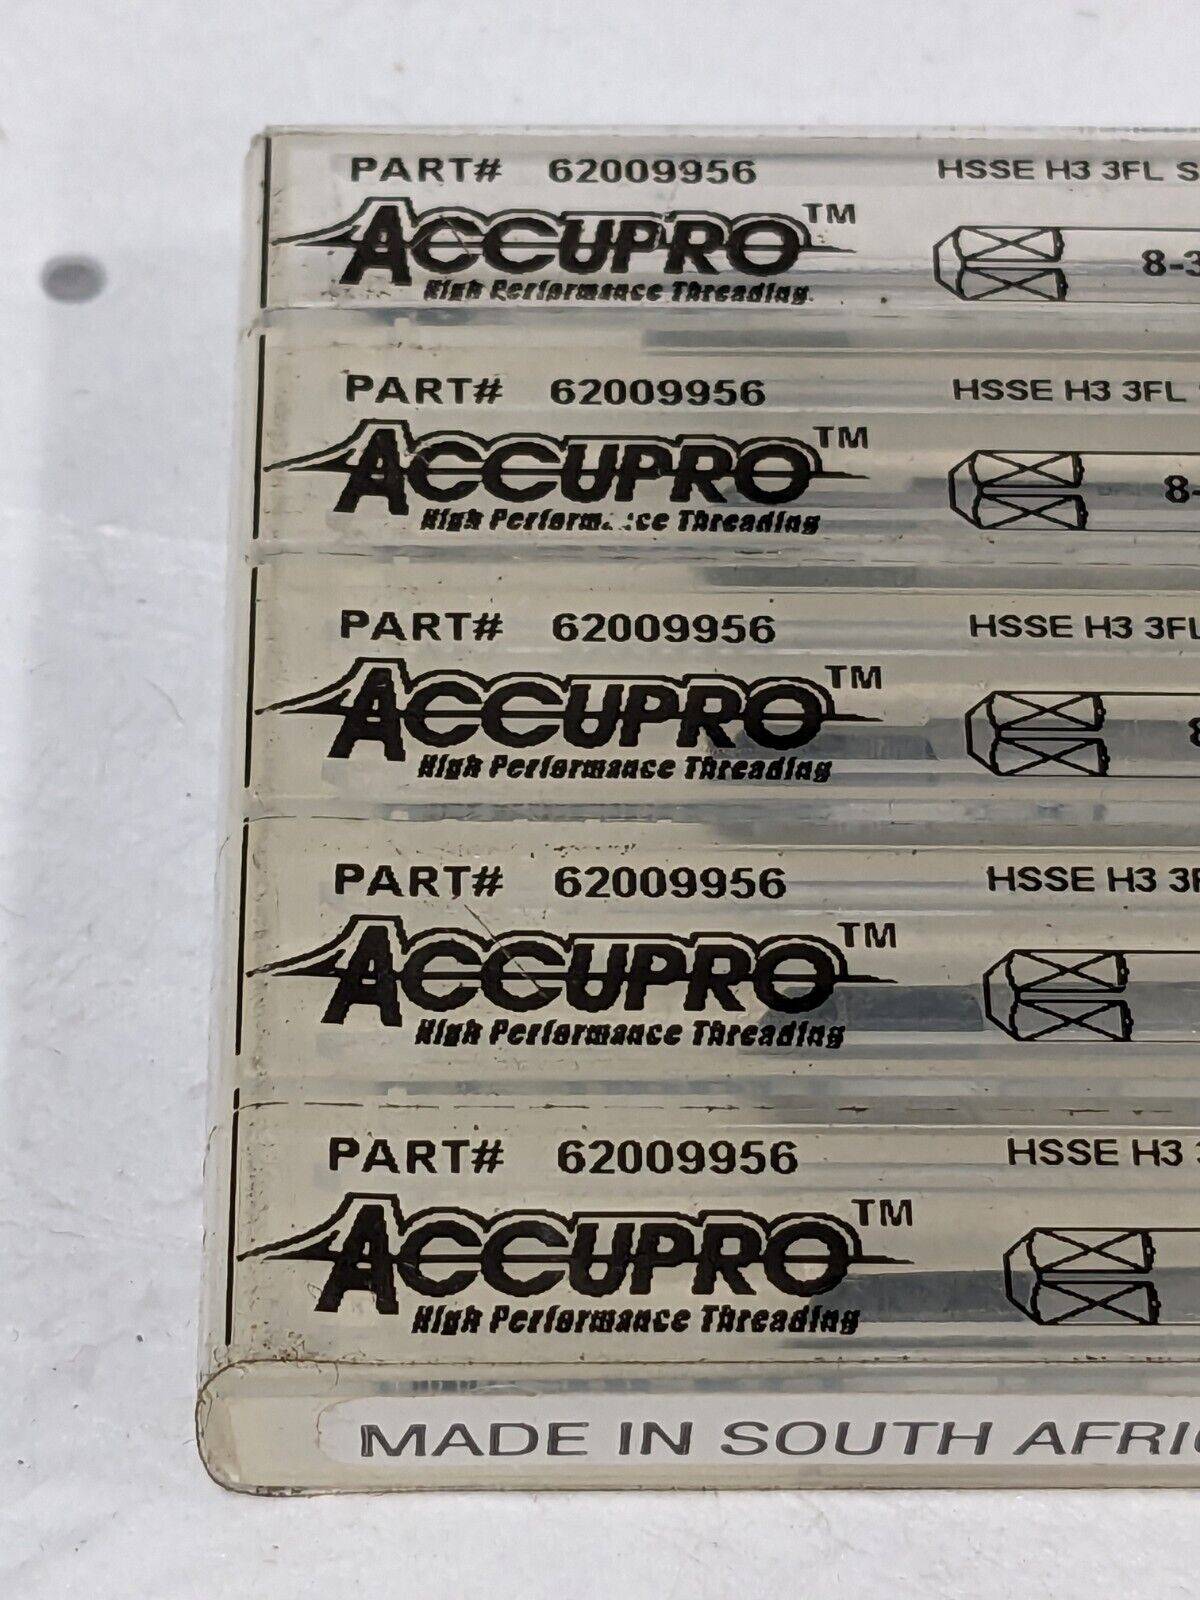 PART# 62009956 HSSE H3 3FL
ACCUPRO™ 8-3
High Performance Threading
PART# 62009956 HSSE H3 3FL
ACCUPRO™ 8-
High Performance Threading
PART# 62009956 HSSE H3 3FL
ACCUPRO™
High Performance Threading
PART# 62009956 HSSE H3
ACCUPRO™
High Performance Threading
PART# 62009956 HSSE H3
ACCUPRO™
High Performance Threading
MADE IN SOUTH AFRI